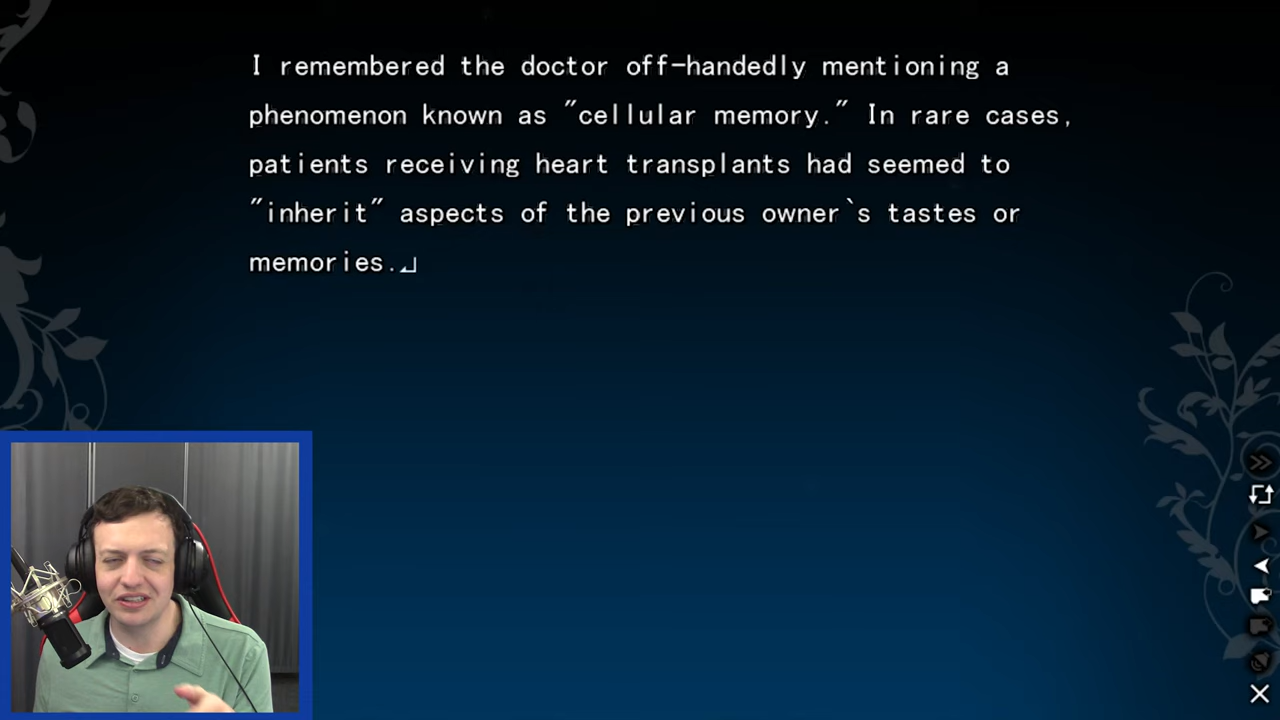 I remembered the doctor off-handedly mentioning a
phenomenon known as "cellular memory." In rare cases,
patients receiving heart transplants had seemed to
"inherit" aspects of the previous owner`s tastes or
memories.